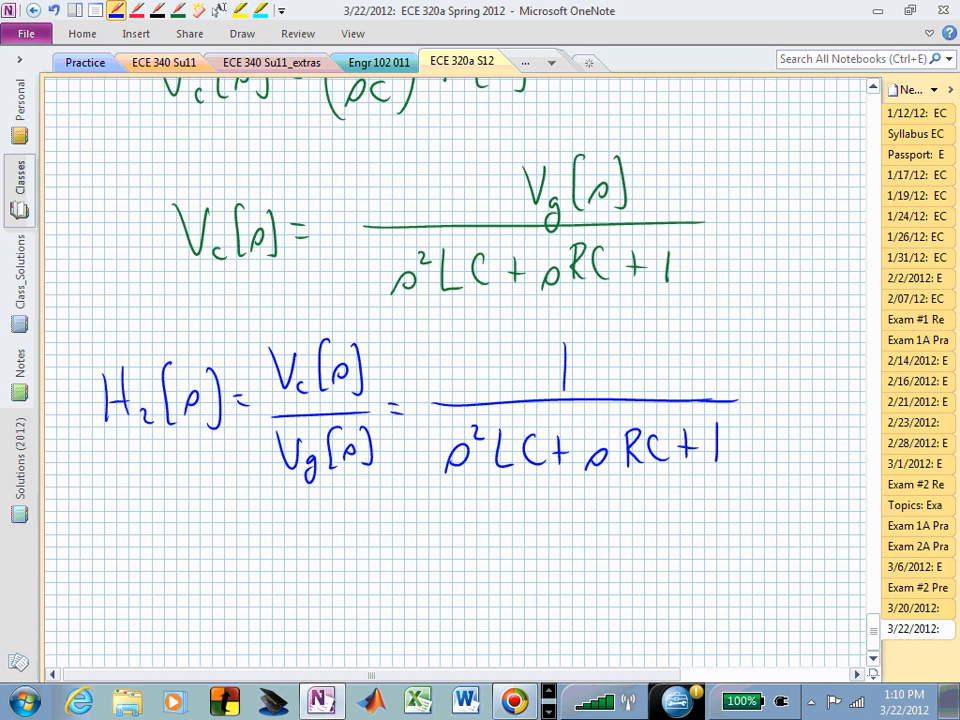 3/22/2012: ECE 320a Spring 2012 - Microsoft OneNote
File Home Insert Share Draw Review View
Practice ECE 340 Su11 ECE 340 Su11_extras Engr 102 011 ECE 320a S12 ... Search All Notebooks (Ctrl+E)
Personal
Classes
Class_Solutions
Notes
Solutions (2012)
Ne...
1/12/12: EC
Syllabus EC
Passport: E
1/17/12: EC
1/19/12: EC
1/24/12: EC
1/26/12: EC
1/31/12: EC
2/2/2012: E
2/07/12: EC
Exam #1 Re
Exam 1A Pra
2/14/2012: E
2/16/2012: E
2/21/2012: E
2/23/2012:
2/28/2012: E
3/1/2012: E
Exam #2 Re
Topics: Exa
Exam 1A Pra
Exam 2A Pra
3/6/2012: E
Exam #2 Pre
3/20/2012:
3/22/2012:
Vg[s]
Vc[s] =
s²LC + sRC + 1
Vc[s] 1
H₂[s] = =
Vg[s] s²LC + sRC + 1
100%
1:10 PM
3/22/2012